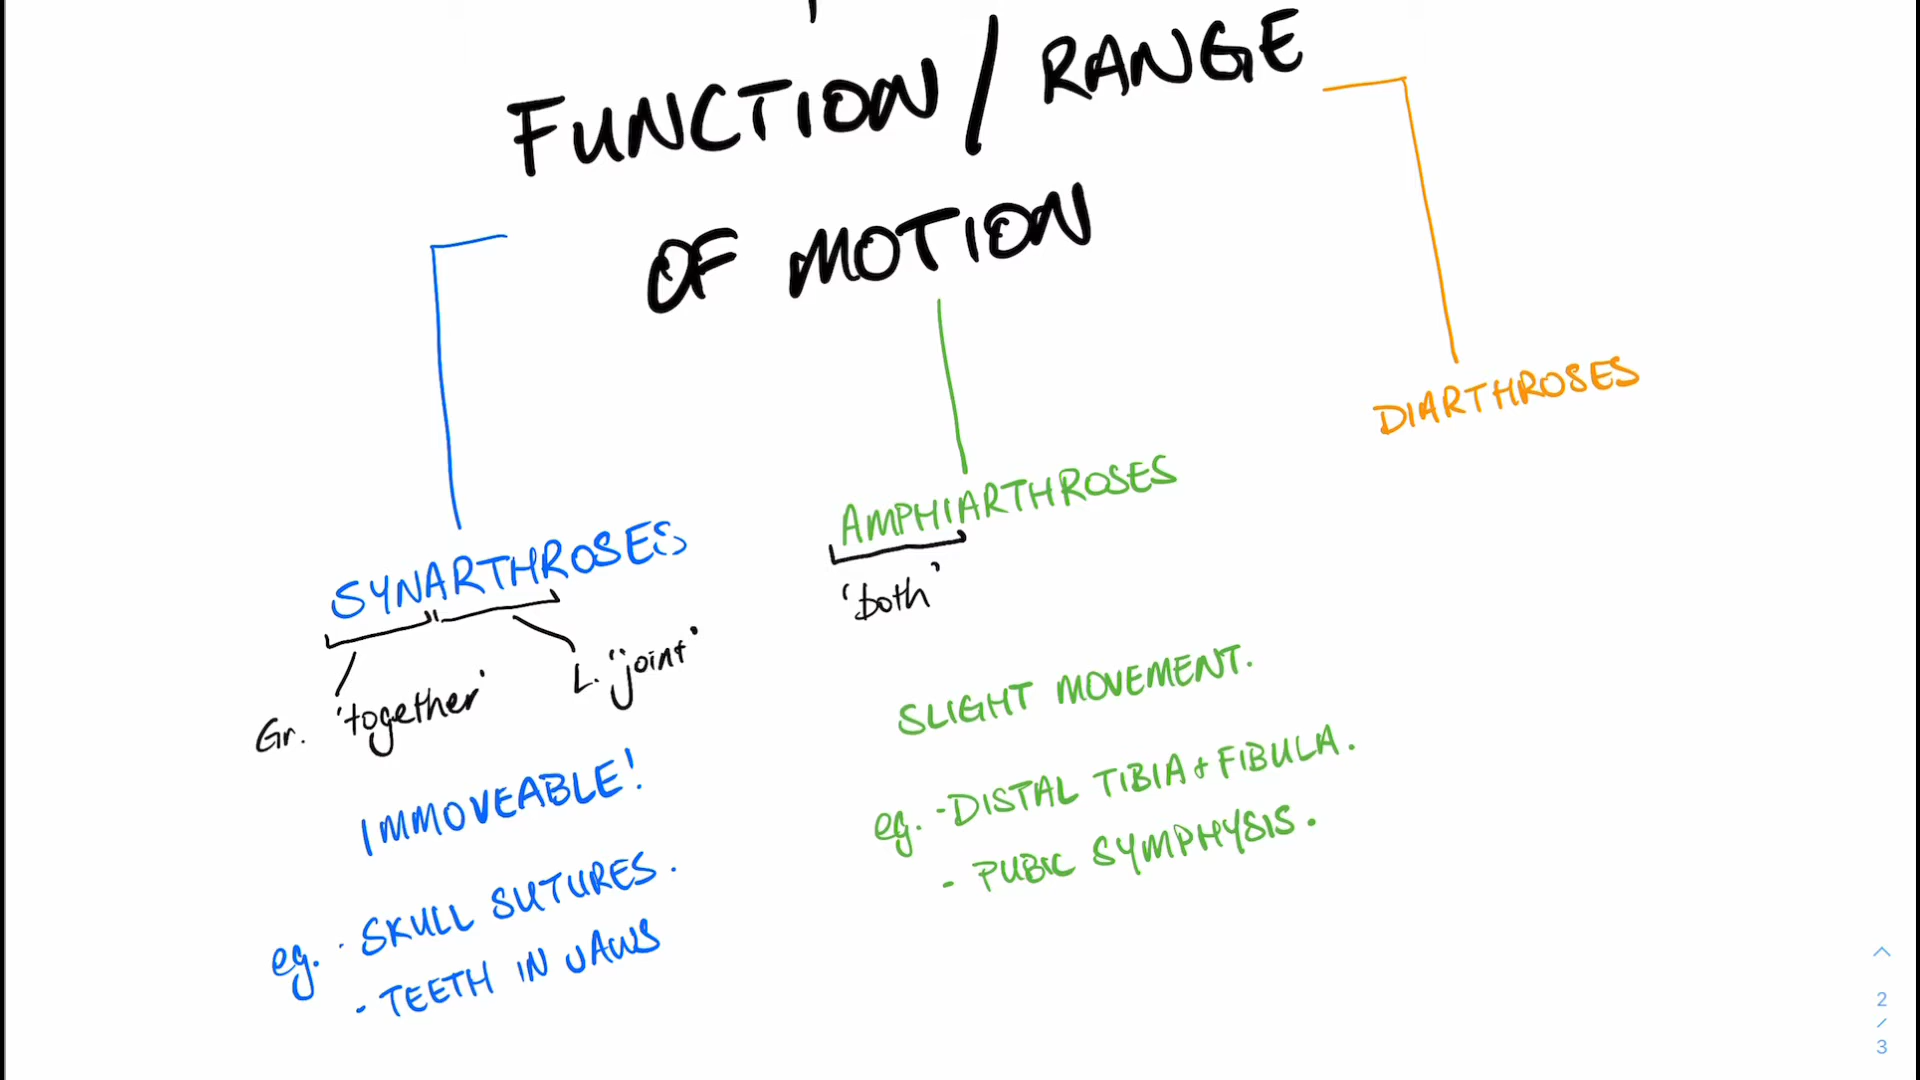 FUNCTION/RANGE
OF MOTION
SYNARTHROSES
Gr. 'together'
L. 'joint'
IMMOVEABLE!
eg. · SKULL SUTURES.
- TEETH IN JAWS
AMPHIARTHROSES
'both'
SLIGHT MOVEMENT.
eg. - DISTAL TIBIA + FIBULA.
- PUBIC SYMPHYSIS.
DIARTHROSES
2
/
3